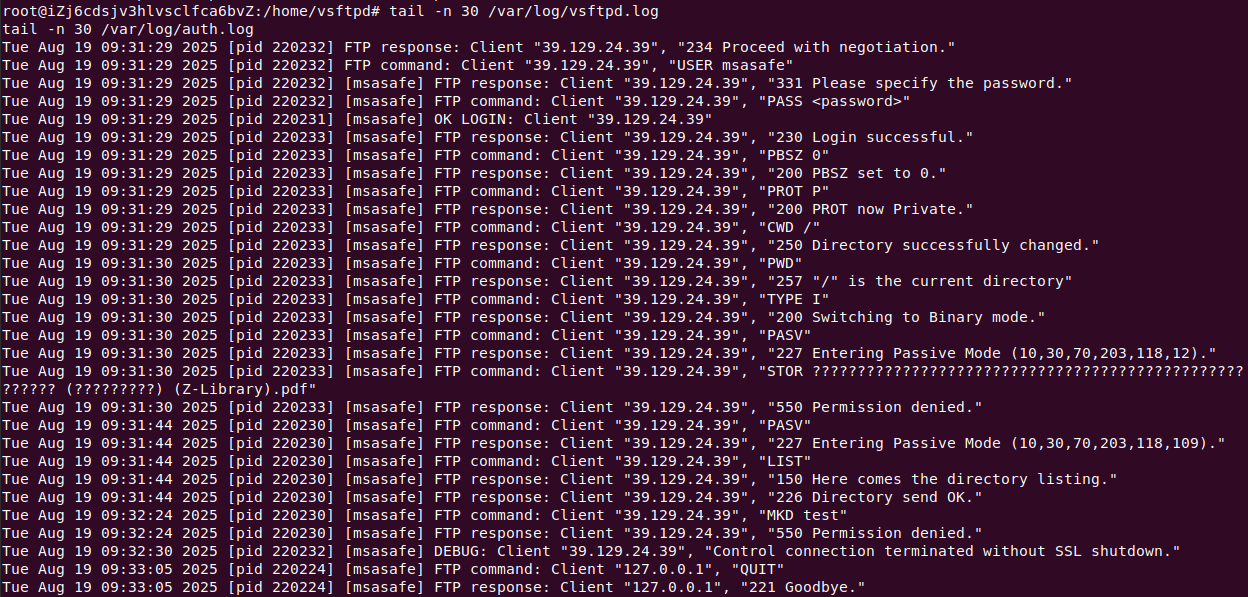 root@iZj6cdsjv3hlvsclfca6bvZ:/home/vsftpd# tail -n 30 /var/log/vsftpd.log
tail -n 30 /var/log/auth.log
Tue Aug 19 09:31:29 2025 [pid 220232] FTP response: Client "39.129.24.39", "234 Proceed with negotiation."
Tue Aug 19 09:31:29 2025 [pid 220232] FTP command: Client "39.129.24.39", "USER msasafe"
Tue Aug 19 09:31:29 2025 [pid 220232] [msasafe] FTP response: Client "39.129.24.39", "331 Please specify the password."
Tue Aug 19 09:31:29 2025 [pid 220232] [msasafe] FTP command: Client "39.129.24.39", "PASS <password>"
Tue Aug 19 09:31:29 2025 [pid 220231] [msasafe] OK LOGIN: Client "39.129.24.39"
Tue Aug 19 09:31:29 2025 [pid 220233] [msasafe] FTP response: Client "39.129.24.39", "230 Login successful."
Tue Aug 19 09:31:29 2025 [pid 220233] [msasafe] FTP command: Client "39.129.24.39", "PBSZ 0"
Tue Aug 19 09:31:29 2025 [pid 220233] [msasafe] FTP response: Client "39.129.24.39", "200 PBSZ set to 0."
Tue Aug 19 09:31:29 2025 [pid 220233] [msasafe] FTP command: Client "39.129.24.39", "PROT P"
Tue Aug 19 09:31:29 2025 [pid 220233] [msasafe] FTP response: Client "39.129.24.39", "200 PROT now Private."
Tue Aug 19 09:31:29 2025 [pid 220233] [msasafe] FTP command: Client "39.129.24.39", "CWD /"
Tue Aug 19 09:31:29 2025 [pid 220233] [msasafe] FTP response: Client "39.129.24.39", "250 Directory successfully changed."
Tue Aug 19 09:31:30 2025 [pid 220233] [msasafe] FTP command: Client "39.129.24.39", "PWD"
Tue Aug 19 09:31:30 2025 [pid 220233] [msasafe] FTP response: Client "39.129.24.39", "257 "/" is the current directory"
Tue Aug 19 09:31:30 2025 [pid 220233] [msasafe] FTP command: Client "39.129.24.39", "TYPE I"
Tue Aug 19 09:31:30 2025 [pid 220233] [msasafe] FTP response: Client "39.129.24.39", "200 Switching to Binary mode."
Tue Aug 19 09:31:30 2025 [pid 220233] [msasafe] FTP command: Client "39.129.24.39", "PASV"
Tue Aug 19 09:31:30 2025 [pid 220233] [msasafe] FTP response: Client "39.129.24.39", "227 Entering Passive Mode (10,30,70,203,118,12)."
Tue Aug 19 09:31:30 2025 [pid 220233] [msasafe] FTP command: Client "39.129.24.39", "STOR ????????????????????????????????????????????????
?????? (?????????) (Z-Library).pdf"
Tue Aug 19 09:31:30 2025 [pid 220233] [msasafe] FTP response: Client "39.129.24.39", "550 Permission denied."
Tue Aug 19 09:31:44 2025 [pid 220230] [msasafe] FTP command: Client "39.129.24.39", "PASV"
Tue Aug 19 09:31:44 2025 [pid 220230] [msasafe] FTP response: Client "39.129.24.39", "227 Entering Passive Mode (10,30,70,203,118,109)."
Tue Aug 19 09:31:44 2025 [pid 220230] [msasafe] FTP command: Client "39.129.24.39", "LIST"
Tue Aug 19 09:31:44 2025 [pid 220230] [msasafe] FTP response: Client "39.129.24.39", "150 Here comes the directory listing."
Tue Aug 19 09:31:44 2025 [pid 220230] [msasafe] FTP response: Client "39.129.24.39", "226 Directory send OK."
Tue Aug 19 09:32:24 2025 [pid 220230] [msasafe] FTP command: Client "39.129.24.39", "MKD test"
Tue Aug 19 09:32:24 2025 [pid 220230] [msasafe] FTP response: Client "39.129.24.39", "550 Permission denied."
Tue Aug 19 09:32:30 2025 [pid 220232] [msasafe] DEBUG: Client "39.129.24.39", "Control connection terminated without SSL shutdown."
Tue Aug 19 09:33:05 2025 [pid 220224] [msasafe] FTP command: Client "127.0.0.1", "QUIT"
Tue Aug 19 09:33:05 2025 [pid 220224] [msasafe] FTP response: Client "127.0.0.1", "221 Goodbye."